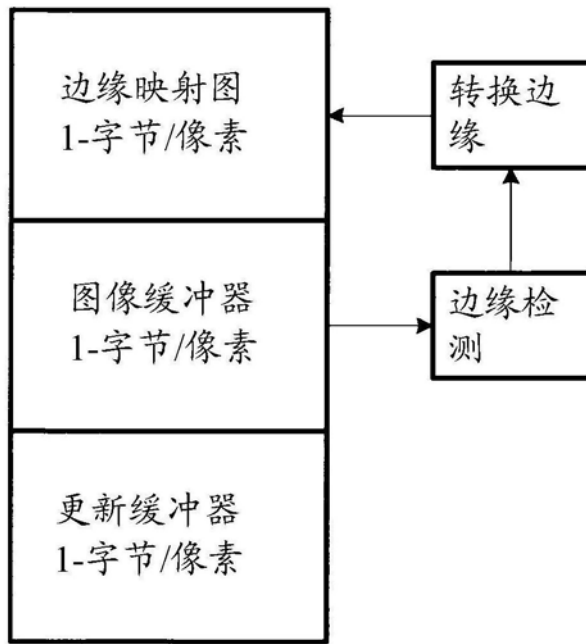 边缘映射图
1-字节/像素
转换边
缘
图像缓冲器
1-字节/像素
边缘检
测
更新缓冲器
1-字节/像素